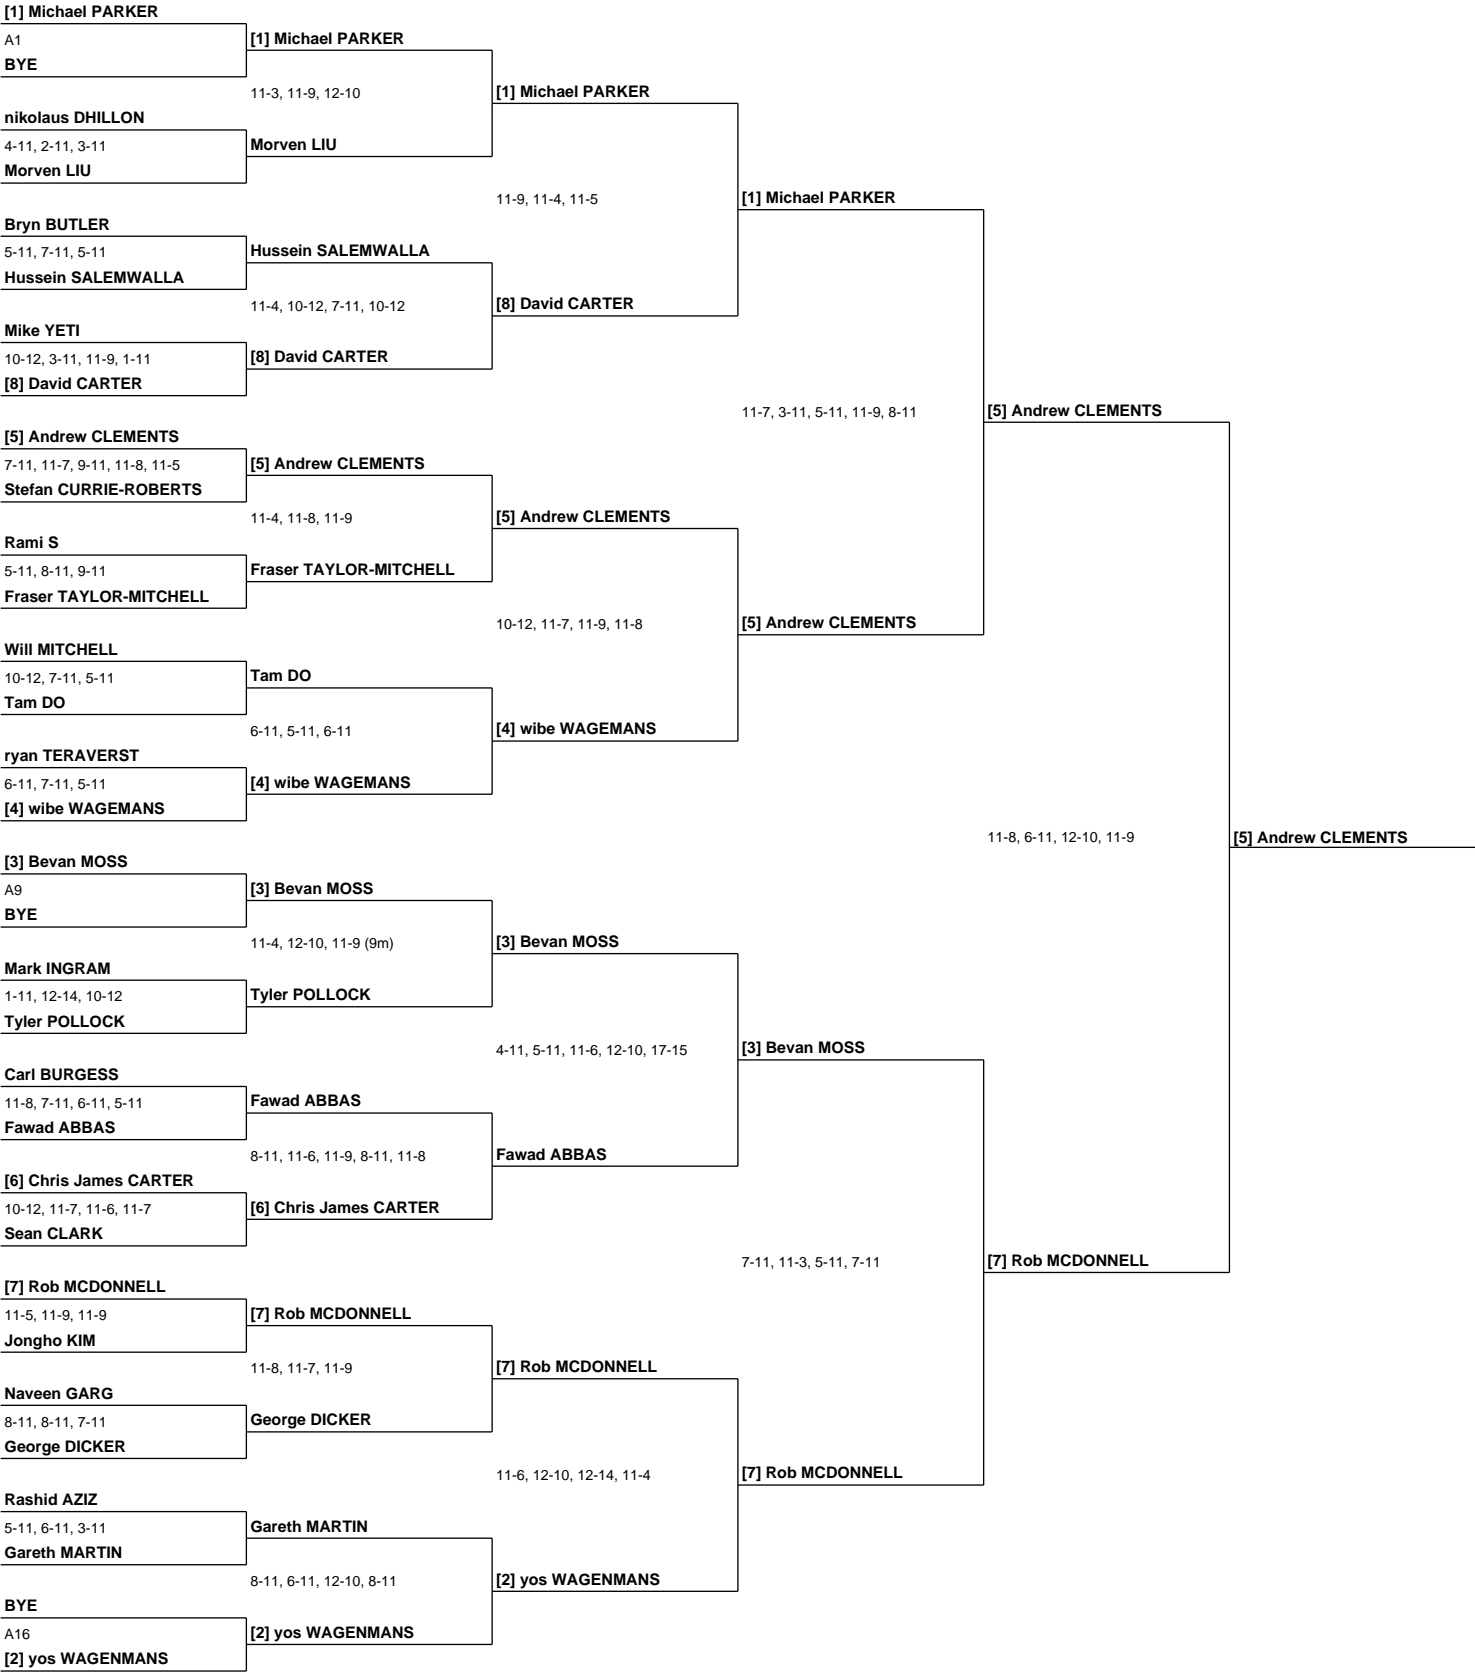 [1] Michael PARKER
A1
BYE
[1] Michael PARKER
11-3, 11-9, 12-10
[1] Michael PARKER
nikolaus DHILLON
4-11, 2-11, 3-11
Morven LIU
Morven LIU
11-9, 11-4, 11-5
[1] Michael PARKER
Bryn BUTLER
5-11, 7-11, 5-11
Hussein SALEMWALLA
Hussein SALEMWALLA
11-4, 10-12, 7-11, 10-12
[8] David CARTER
Mike YETI
10-12, 3-11, 11-9, 1-11
[8] David CARTER
[8] David CARTER
11-7, 3-11, 5-11, 11-9, 8-11
[5] Andrew CLEMENTS
[5] Andrew CLEMENTS
7-11, 11-7, 9-11, 11-8, 11-5
Stefan CURRIE-ROBERTS
[5] Andrew CLEMENTS
11-4, 11-8, 11-9
[5] Andrew CLEMENTS
Rami S
5-11, 8-11, 9-11
Fraser TAYLOR-MITCHELL
Fraser TAYLOR-MITCHELL
10-12, 11-7, 11-9, 11-8
[5] Andrew CLEMENTS
Will MITCHELL
10-12, 7-11, 5-11
Tam DO
Tam DO
6-11, 5-11, 6-11
[4] wibe WAGEMANS
ryan TERAVERST
6-11, 7-11, 5-11
[4] wibe WAGEMANS
[4] wibe WAGEMANS
11-8, 6-11, 12-10, 11-9
[5] Andrew CLEMENTS
[3] Bevan MOSS
A9
BYE
[3] Bevan MOSS
11-4, 12-10, 11-9 (9m)
[3] Bevan MOSS
Mark INGRAM
1-11, 12-14, 10-12
Tyler POLLOCK
Tyler POLLOCK
4-11, 5-11, 11-6, 12-10, 17-15
[3] Bevan MOSS
Carl BURGESS
11-8, 7-11, 6-11, 5-11
Fawad ABBAS
Fawad ABBAS
8-11, 11-6, 11-9, 8-11, 11-8
Fawad ABBAS
[6] Chris James CARTER
10-12, 11-7, 11-6, 11-7
Sean CLARK
[6] Chris James CARTER
7-11, 11-3, 5-11, 7-11
[7] Rob MCDONNELL
[7] Rob MCDONNELL
11-5, 11-9, 11-9
Jongho KIM
[7] Rob MCDONNELL
11-8, 11-7, 11-9
[7] Rob MCDONNELL
Naveen GARG
8-11, 8-11, 7-11
George DICKER
George DICKER
11-6, 12-10, 12-14, 11-4
[7] Rob MCDONNELL
Rashid AZIZ
5-11, 6-11, 3-11
Gareth MARTIN
Gareth MARTIN
8-11, 6-11, 12-10, 8-11
[2] yos WAGENMANS
BYE
A16
[2] yos WAGENMANS
[2] yos WAGENMANS